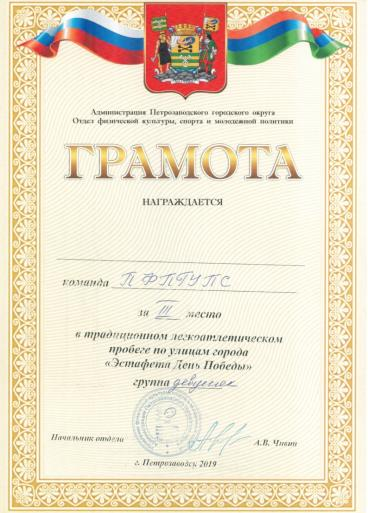 Администрация Петрозаводского городского округа
Отдел физической культуры, спорта и молодежной политики
ГРАМОТА
НАГРАЖДАЕТСЯ
команда ПФПГУПС
за III место
в традиционном легкоатлетическом
пробеге по улицам города
«Эстафета День Победы»
группа девушек
Начальник отдела
А.В. Чивин
г. Петрозаводск 2019